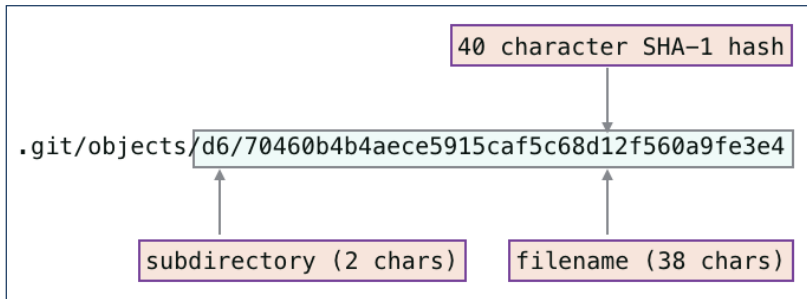 40 character SHA-1 hash
.git/objects/d6/70460b4b4aece5915caf5c68d12f560a9fe3e4
subdirectory (2 chars)
filename (38 chars)